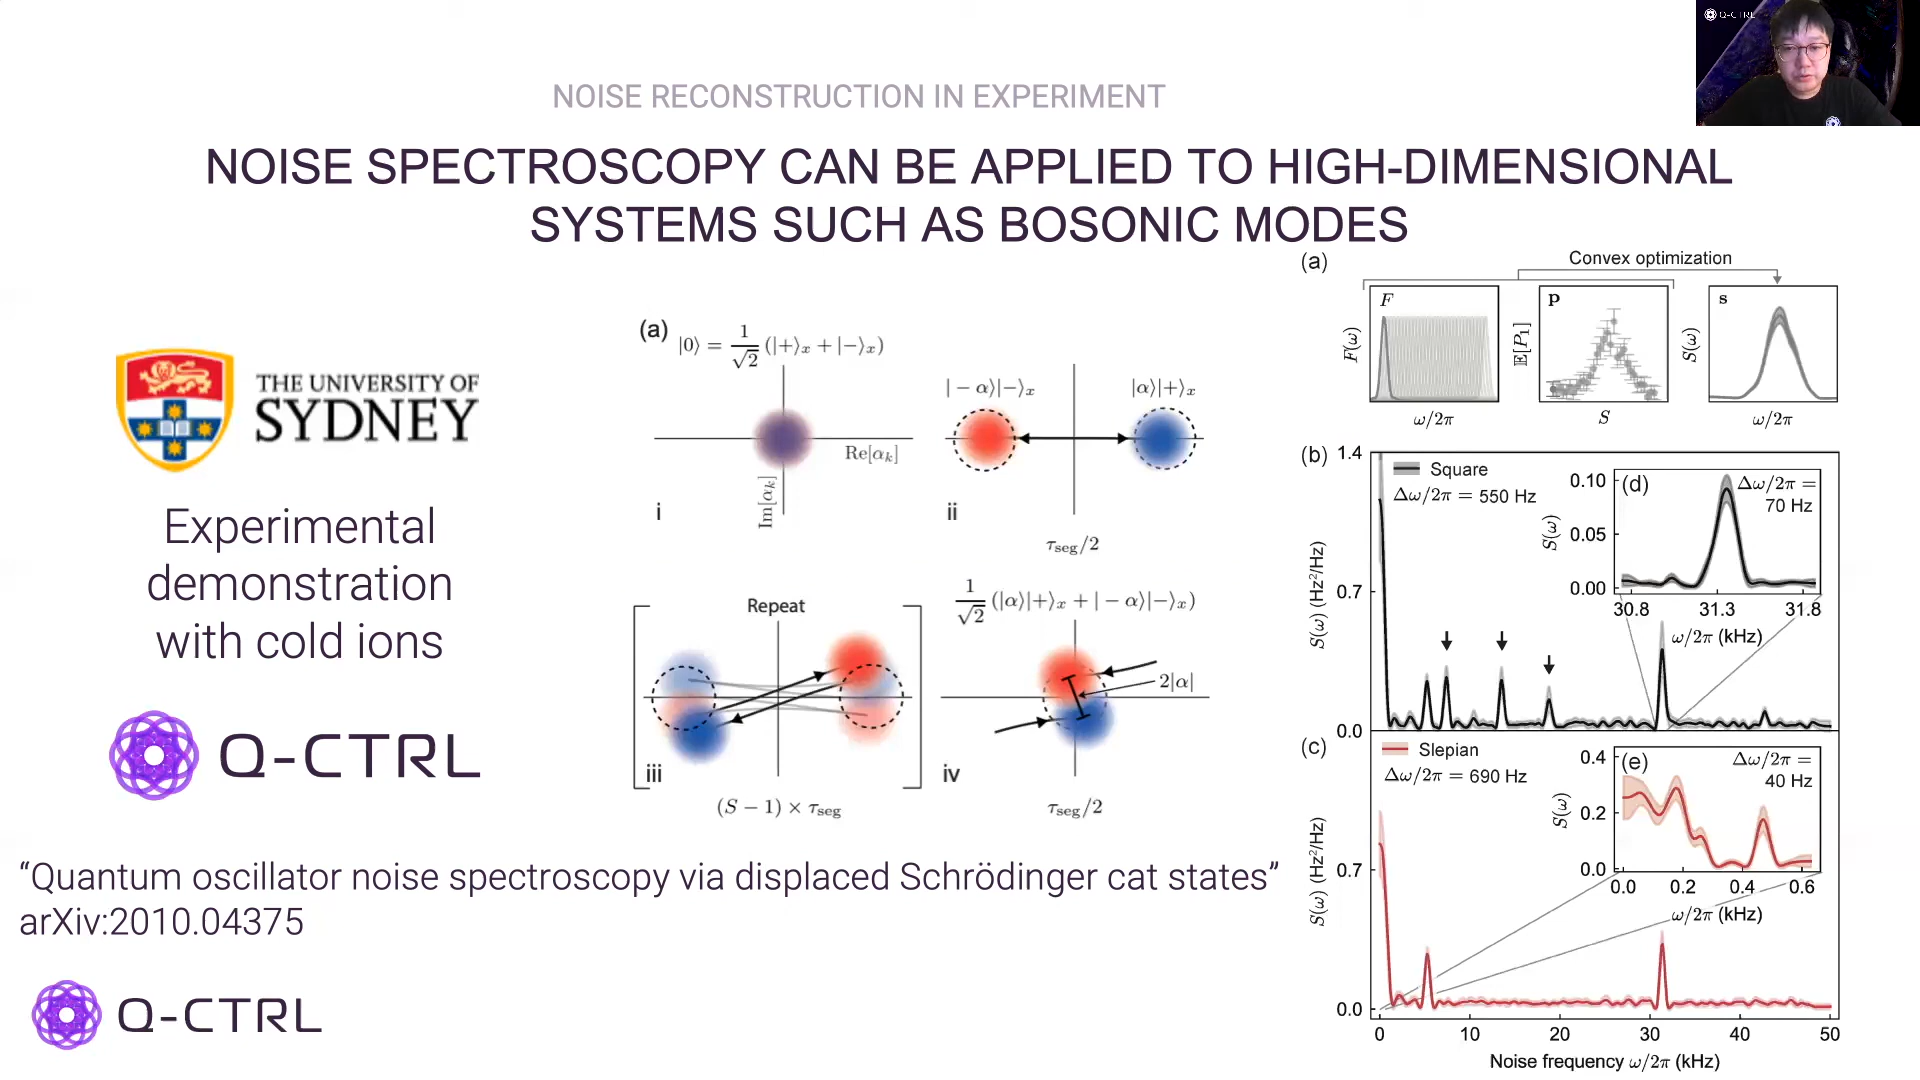 Q-CTRL
NOISE RECONSTRUCTION IN EXPERIMENT
NOISE SPECTROSCOPY CAN BE APPLIED TO HIGH-DIMENSIONAL
SYSTEMS SUCH AS BOSONIC MODES
THE UNIVERSITY OF
SYDNEY
Experimental
demonstration
with cold ions
Q-CTRL
(a)
|0⟩ = 1/√2 (|+⟩ₓ + |−⟩ₓ)
Re[αₖ]
Im[αₖ]
i
|−α⟩|−⟩ₓ
|α⟩|+⟩ₓ
ii
τseg/2
Repeat
iii
(S − 1) × τseg
1/√2 (|α⟩|+⟩ₓ + |−α⟩|−⟩ₓ)
2|α|
iv
τseg/2
(a)
Convex optimization
F
F(ω)
ω/2π
p
𝔼[P₁]
S
s
S(ω)
ω/2π
(b)
1.4
0.7
0.0
S(ω) (Hz²/Hz)
Square
Δω/2π = 550 Hz
(d)
Δω/2π =
70 Hz
S(ω)
0.10
0.05
0.00
30.8 31.3 31.8
ω/2π (kHz)
(c)
0.7
0.0
S(ω) (Hz²/Hz)
Slepian
Δω/2π = 690 Hz
(e)
Δω/2π =
40 Hz
S(ω)
0.4
0.2
0.0
0.0 0.2 0.4 0.6
ω/2π (kHz)
0 10 20 30 40 50
Noise frequency ω/2π (kHz)
“Quantum oscillator noise spectroscopy via displaced Schrödinger cat states”
arXiv:2010.04375
Q-CTRL